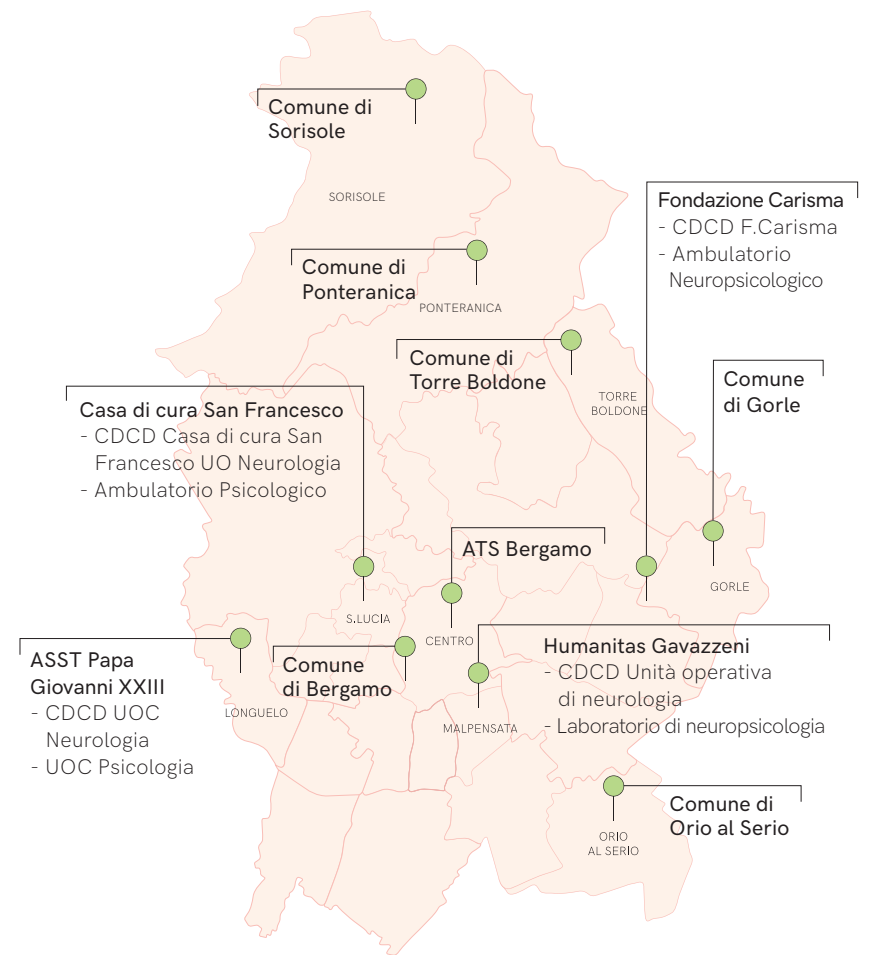 Comune di
Sorisole
SORISOLE
Fondazione Carisma
- CDCD F.Carisma
- Ambulatorio
Neuropsicologico
Comune di
Ponteranica
PONTERANICA
Comune di
Torre Boldone
TORRE
BOLDONE
Comune
di Gorle
GORLE
Casa di cura San Francesco
- CDCD Casa di cura San
Francesco UO Neurologia
- Ambulatorio Psicologico
S.LUCIA
ATS Bergamo
CENTRO
ASST Papa
Giovanni XXIII
- CDCD UOC
Neurologia
- UOC Psicologia
LONGUELO
Comune
di Bergamo
Humanitas Gavazzeni
- CDCD Unità operativa
di neurologia
- Laboratorio di neuropsicologia
MALPENSATA
Comune di
Orio al Serio
ORIO
AL SERIO